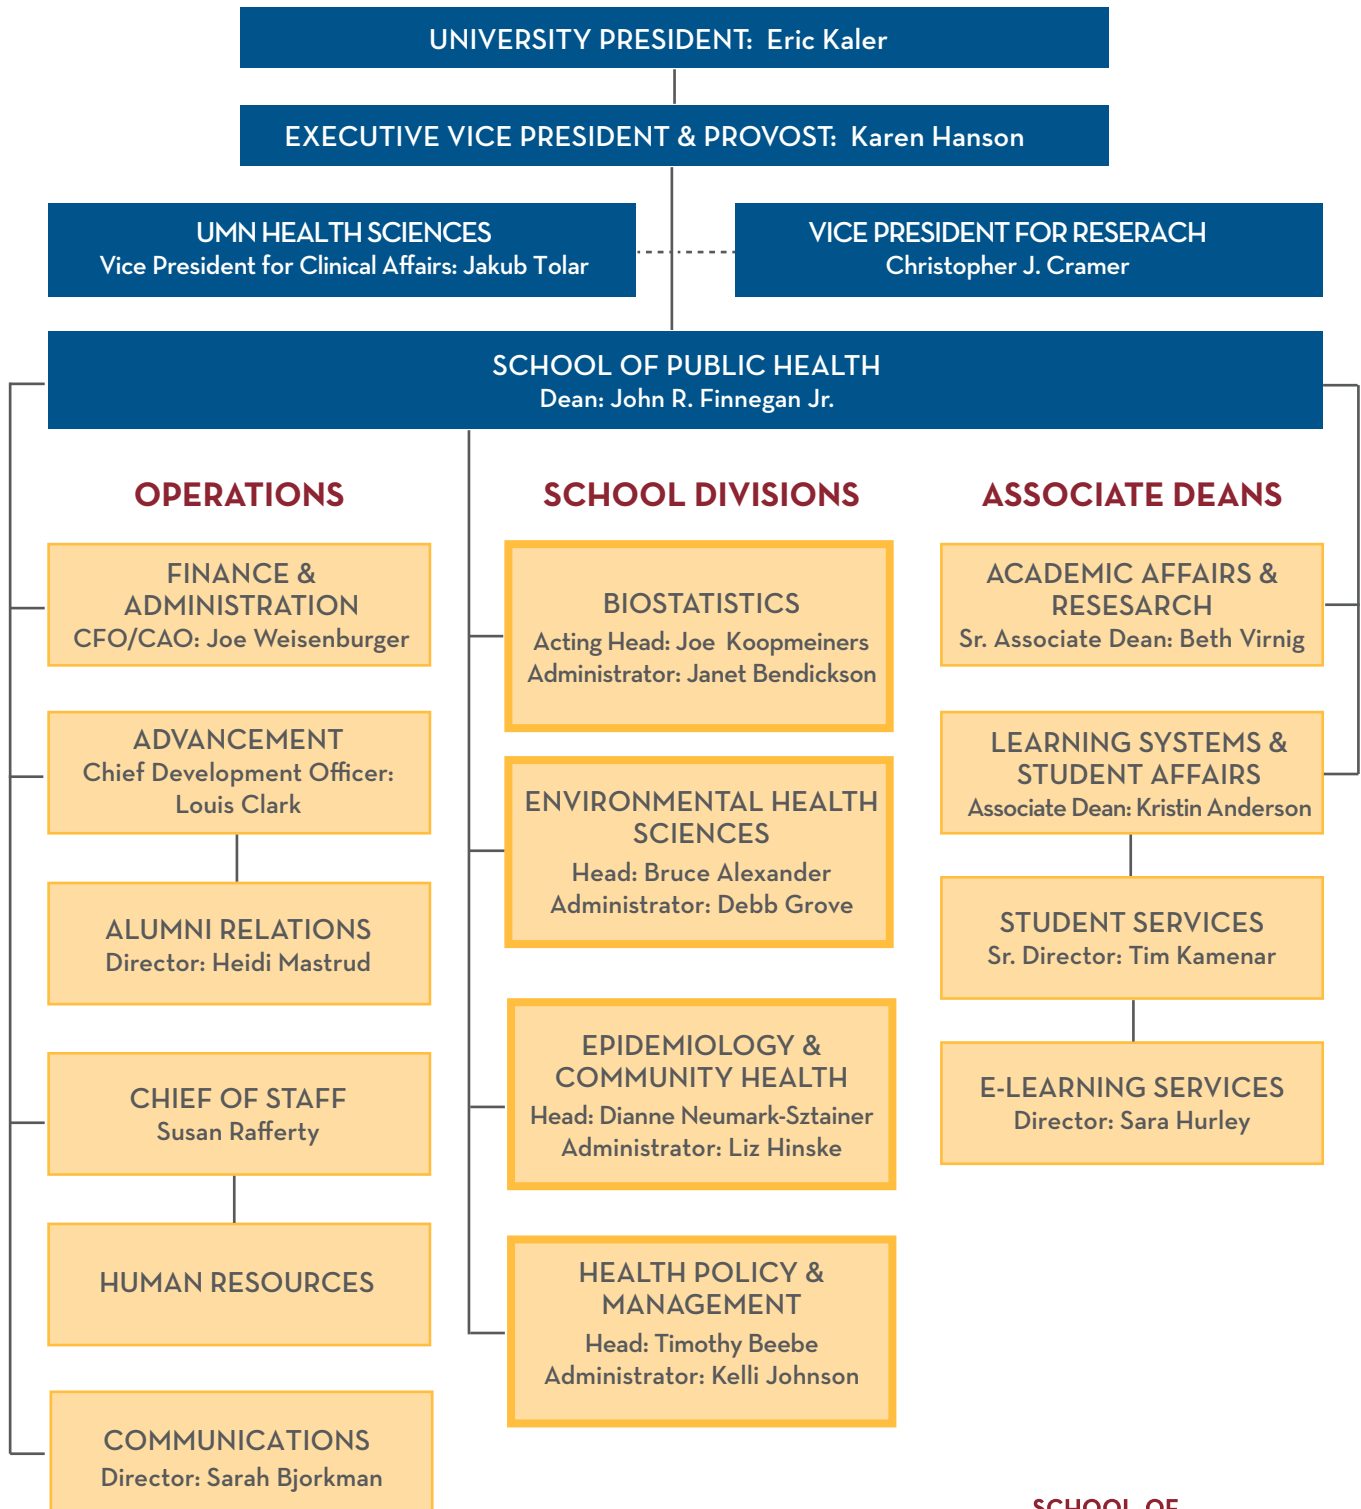 UNIVERSITY PRESIDENT: Eric Kaler
EXECUTIVE VICE PRESIDENT & PROVOST: Karen Hanson
UMN HEALTH SCIENCES
Vice President for Clinical Affairs: Jakub Tolar
VICE PRESIDENT FOR RESERACH
Christopher J. Cramer
SCHOOL OF PUBLIC HEALTH
Dean: John R. Finnegan Jr.
OPERATIONS
FINANCE &
ADMINISTRATION
CFO/CAO: Joe Weisenburger
ADVANCEMENT
Chief Development Officer:
Louis Clark
ALUMNI RELATIONS
Director: Heidi Mastrud
CHIEF OF STAFF
Susan Rafferty
HUMAN RESOURCES
COMMUNICATIONS
Director: Sarah Bjorkman
SCHOOL DIVISIONS
BIOSTATISTICS
Acting Head: Joe Koopmeiners
Administrator: Janet Bendickson
ENVIRONMENTAL HEALTH
SCIENCES
Head: Bruce Alexander
Administrator: Debb Grove
EPIDEMIOLOGY &
COMMUNITY HEALTH
Head: Dianne Neumark-Sztainer
Administrator: Liz Hinske
HEALTH POLICY &
MANAGEMENT
Head: Timothy Beebe
Administrator: Kelli Johnson
ASSOCIATE DEANS
ACADEMIC AFFAIRS &
RESESARCH
Sr. Associate Dean: Beth Virnig
LEARNING SYSTEMS &
STUDENT AFFAIRS
Associate Dean: Kristin Anderson
STUDENT SERVICES
Sr. Director: Tim Kamenar
E-LEARNING SERVICES
Director: Sara Hurley
SCHOOL OF